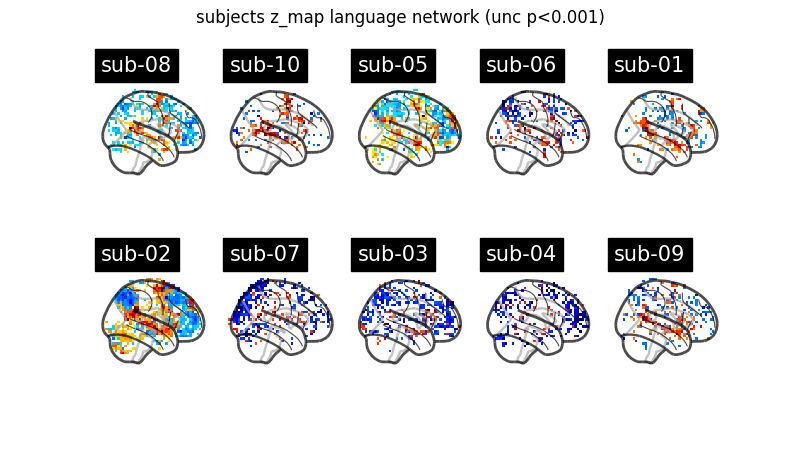 subjects z_map language network (unc p<0.001)
sub-08 sub-10 sub-05 sub-06 sub-01
sub-02 sub-07 sub-03 sub-04 sub-09